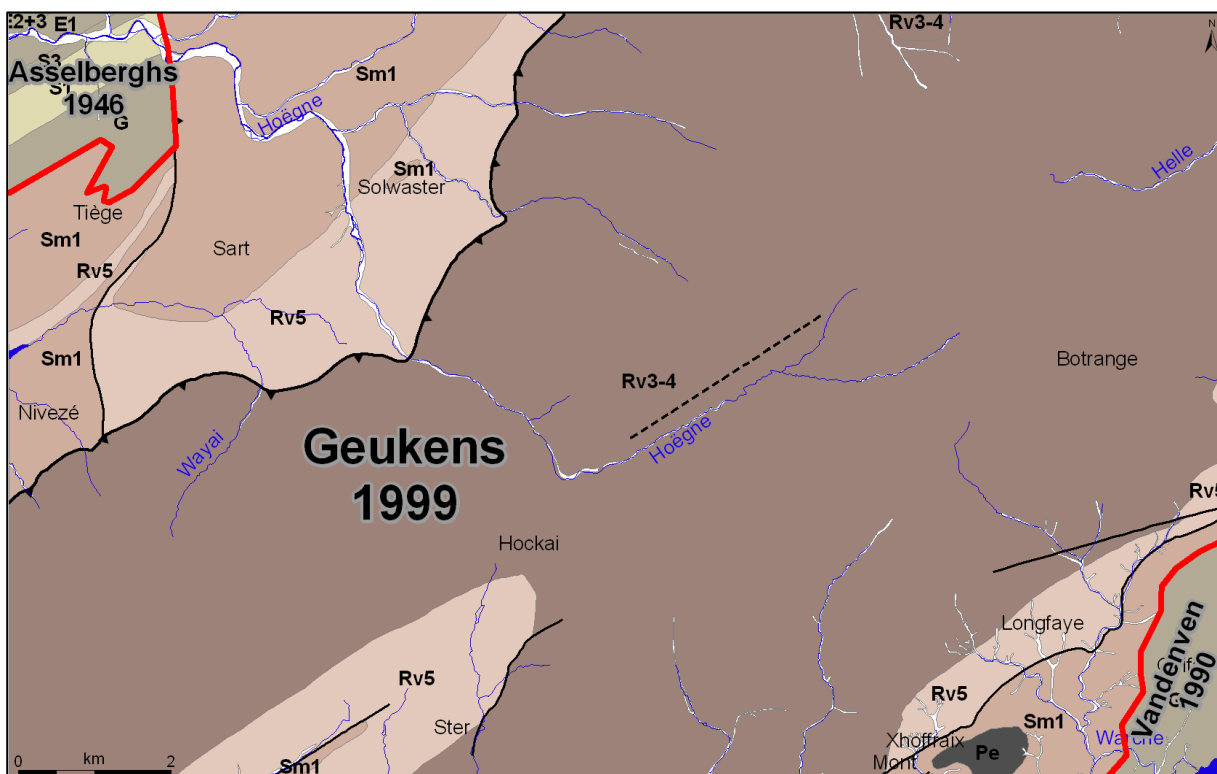 E2+3 E1
Rv3-4
N
S3
Asselberghs
1946
G
Sm1
Hoëgne
Sm1
Solwaster
Helle
Tiège
Sm1
Sart
Rv5
Rv5
Sm1
Botrange
Rv3-4
Nivezé
Hoëgne
Wayai
Geukens
1999
Rv5
Hockai
Longfaye
Vandenven
1990
Rv5
Rv5
Ster
Sm1
Xhoffraix
Mont
Pe
Warche
km
0 2
Sm1